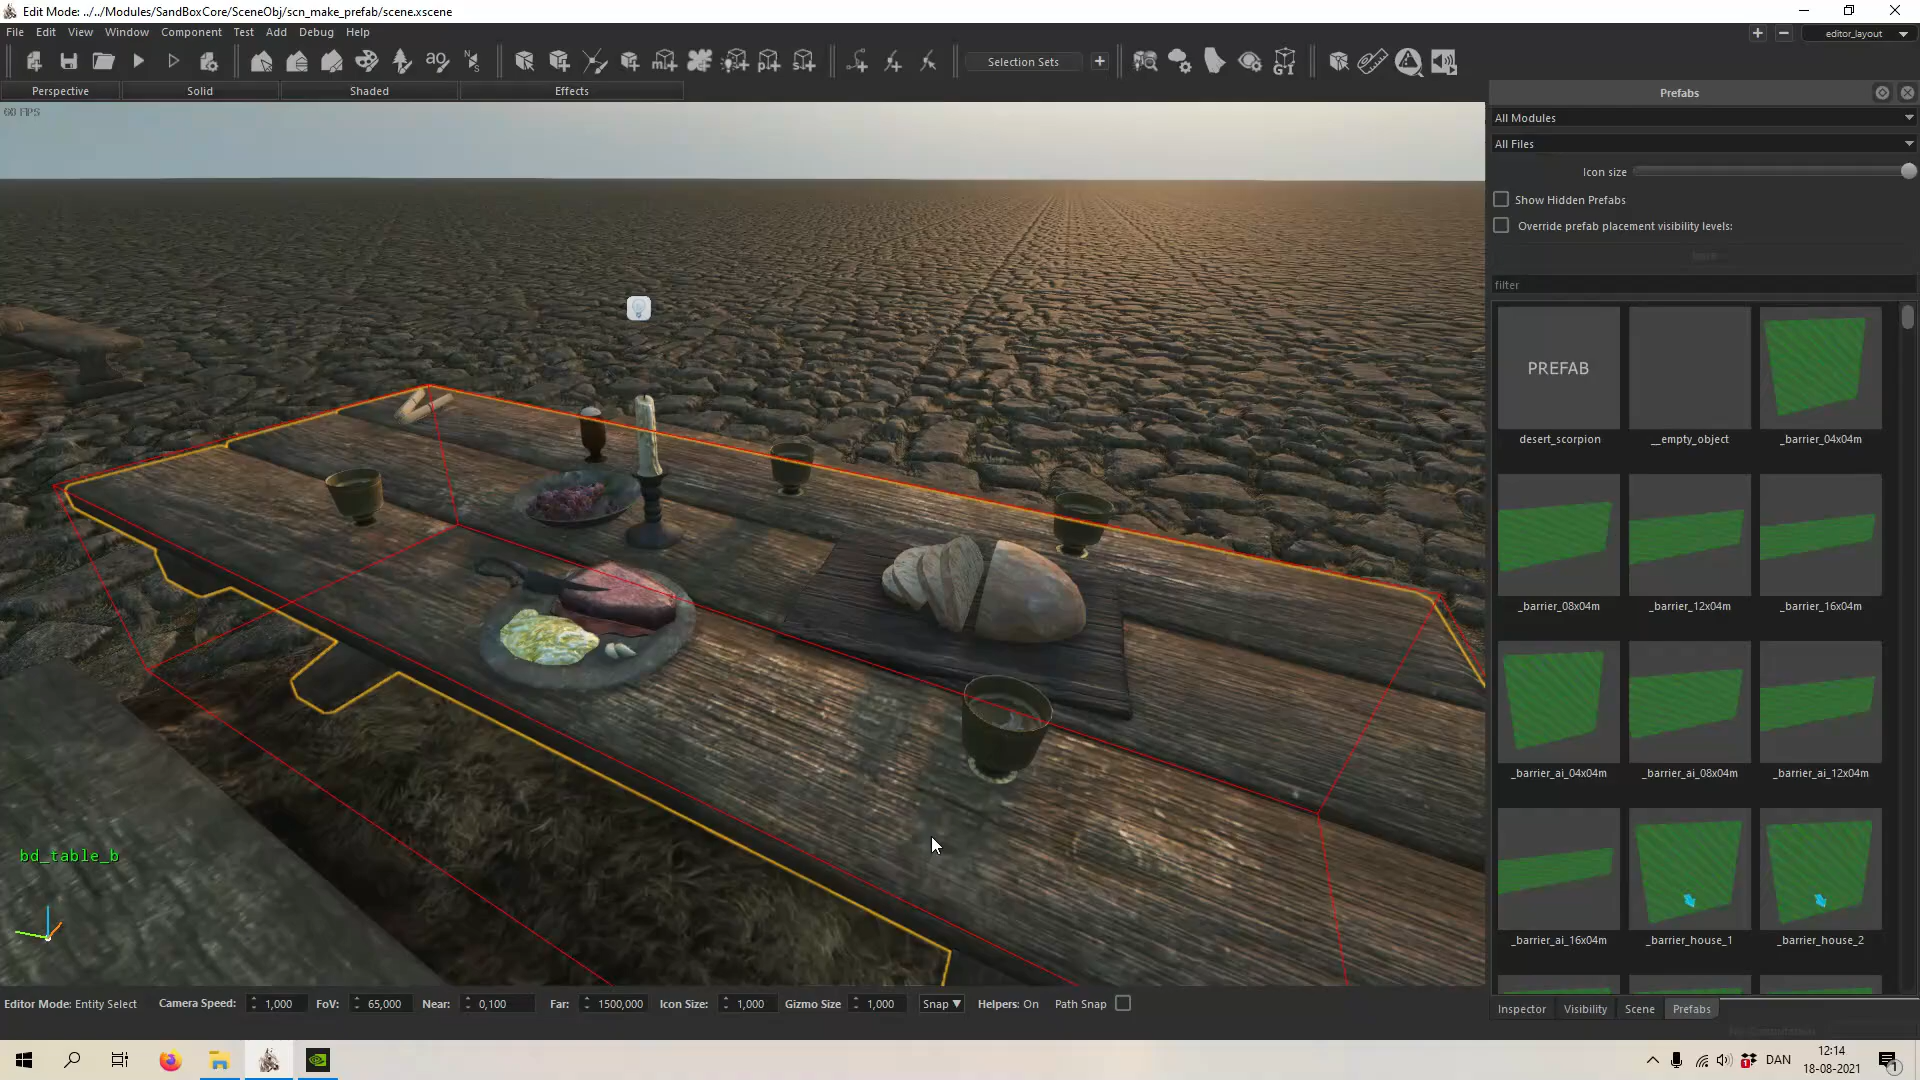 Edit Mode: ../../Modules/SandBoxCore/SceneObj/scn_make_prefab/scene.xscene
File Edit View Window Component Test Add Debug Help
editor_layout
Selection Sets
Perspective Solid Shaded Effects
60 FPS
Prefabs
All Modules
All Files
Icon size
Show Hidden Prefabs
Override prefab placement visibility levels:
filter
PREFAB
desert_scorpion __empty_object _barrier_04x04m
_barrier_08x04m _barrier_12x04m _barrier_16x04m
_barrier_ai_04x04m _barrier_ai_08x04m _barrier_ai_12x04m
_barrier_ai_16x04m _barrier_house_1 _barrier_house_2
bd_table_b
Editor Mode: Entity Select Camera Speed: 1,000 FoV: 65,000 Near: 0,100 Far: 1500,000 Icon Size: 1,000 Gizmo Size 1,000 Snap Helpers: On Path Snap
Inspector Visibility Scene Prefabs
DAN
12:14
18-08-2021
1